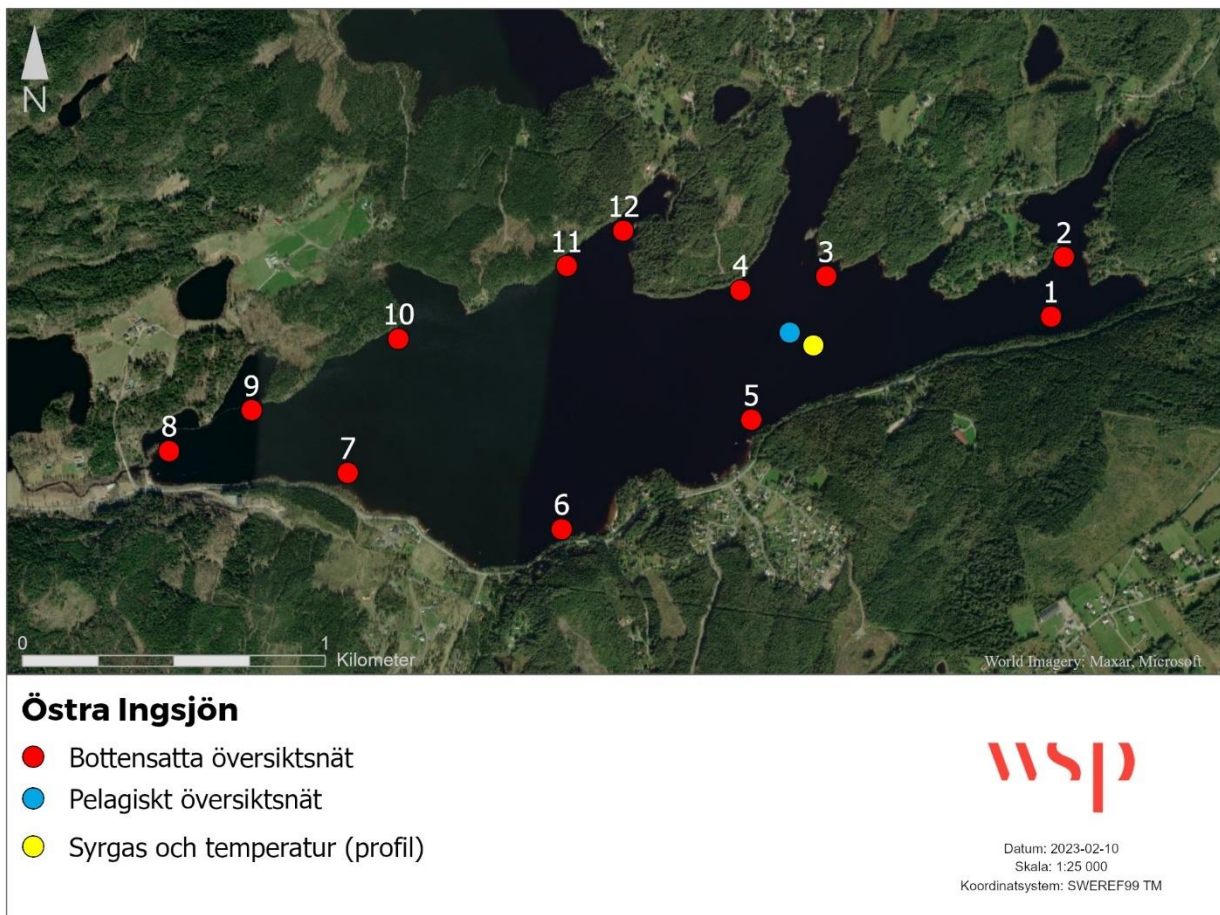 N
12
11
2
3
4
1
10
9
5
8
7
6
0 1
Kilometer
World Imagery: Maxar, Microsoft
Östra Ingsjön
Bottensatta översiktsnät
Pelagiskt översiktsnät
Syrgas och temperatur (profil)
wsp
Datum: 2023-02-10
Skala: 1:25 000
Koordinatsystem: SWEREF99 TM